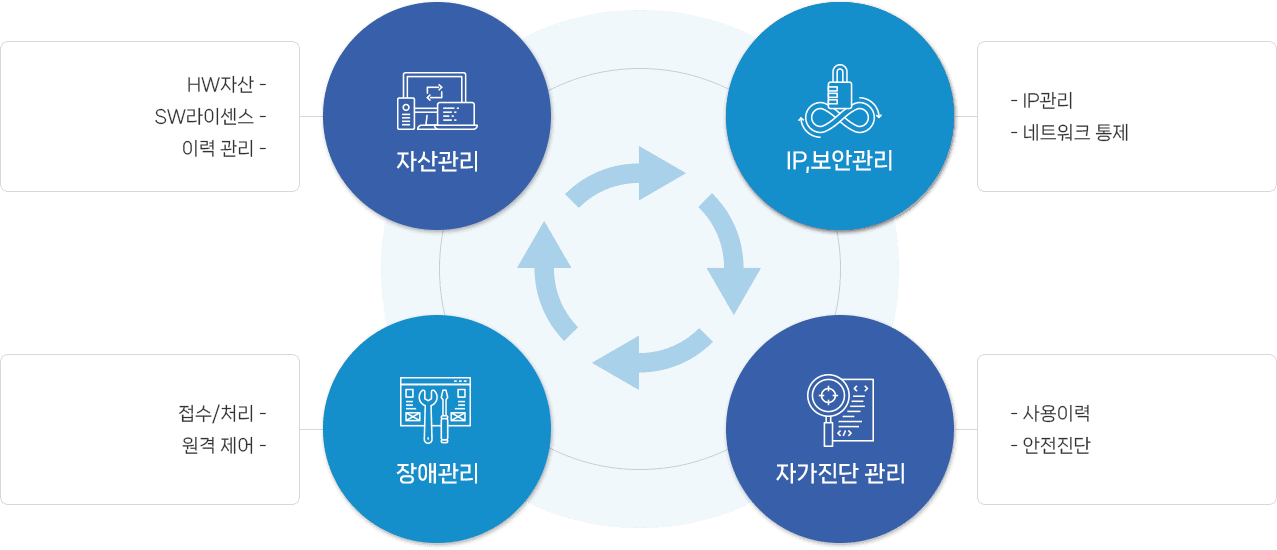 HW자산 -
SW라이센스 -
이력 관리 -
자산관리
IP,보안관리
- IP관리
- 네트워크 통제
접수/처리 -
원격 제어 -
장애관리
자가진단 관리
- 사용이력
- 안전진단